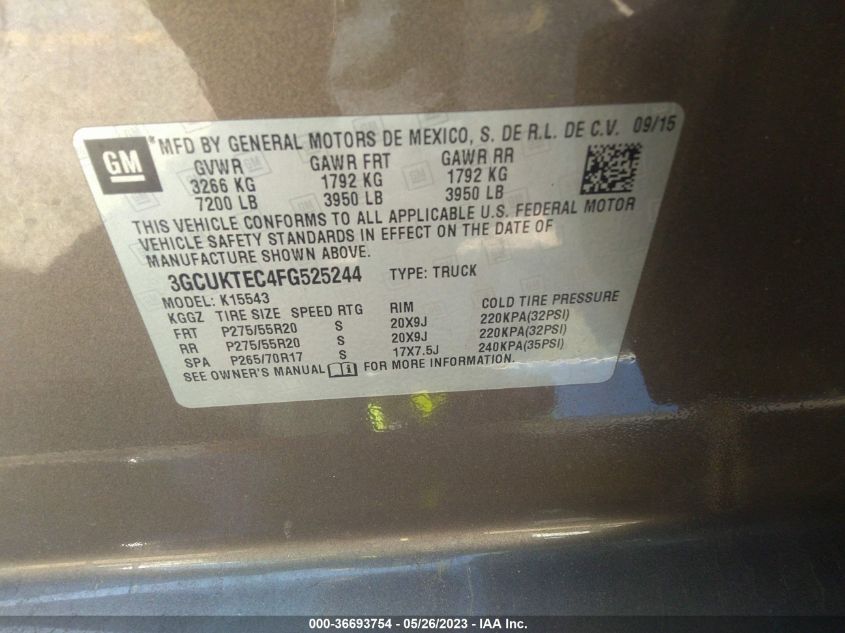 GM *MFD BY GENERAL MOTORS DE MEXICO, S. DE R.L. DE C.V. 09/15
GVWR GAWR FRT GAWR RR
3266 KG 1792 KG 1792 KG
7200 LB 3950 LB 3950 LB
THIS VEHICLE CONFORMS TO ALL APPLICABLE U.S. FEDERAL MOTOR
VEHICLE SAFETY STANDARDS IN EFFECT ON THE DATE OF
MANUFACTURE SHOWN ABOVE.
3GCUKTEC4FG525244 TYPE: TRUCK
MODEL: K15543
KGGZ TIRE SIZE SPEED RTG RIM COLD TIRE PRESSURE
FRT P275/55R20 S 20X9J 220KPA(32PSI)
RR P275/55R20 S 20X9J 220KPA(32PSI)
SPA P265/70R17 S 17X7.5J 240KPA(35PSI)
SEE OWNER'S MANUAL FOR MORE INFORMATION.
000-36693754 - 05/26/2023 - IAA Inc.